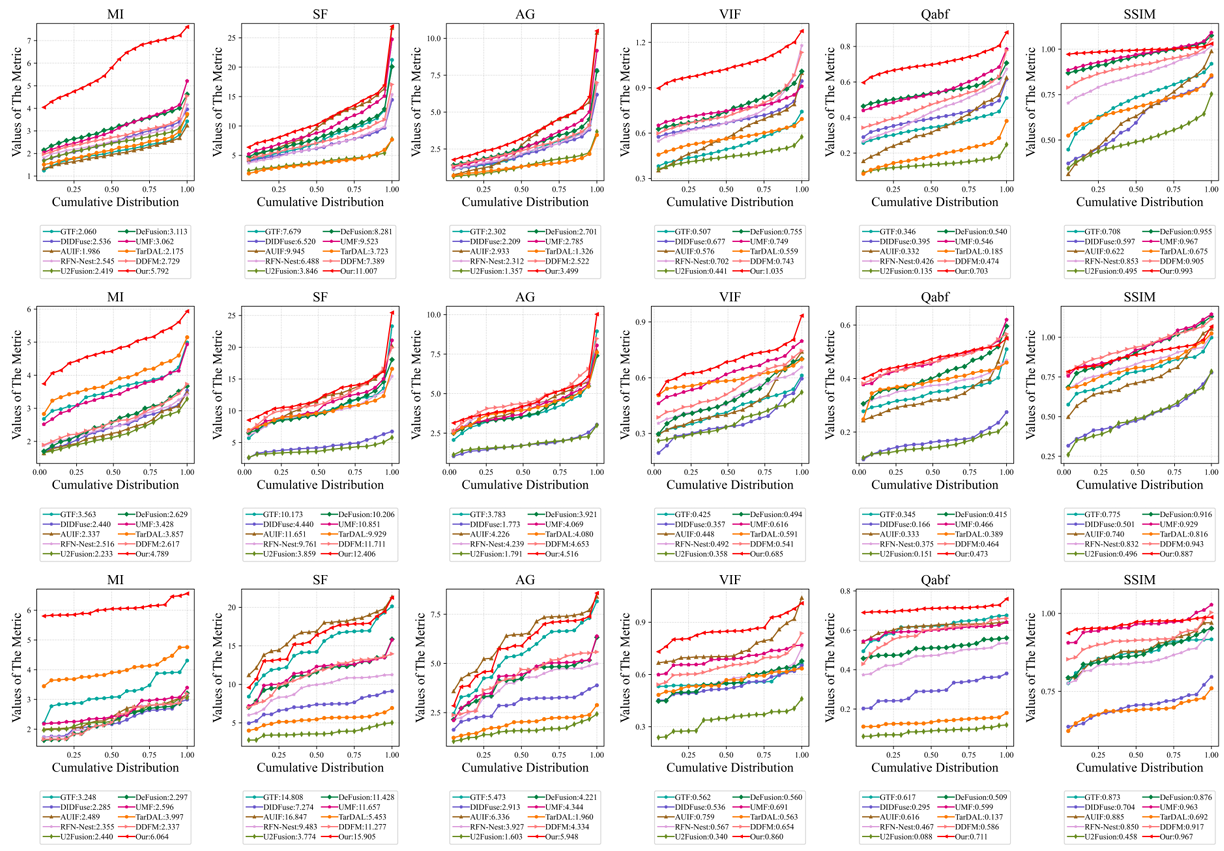 MI SF AG VIF Qabf SSIM
Values of The Metric
Cumulative Distribution
GTF:2.060 DeFusion:3.113
DIDFuse:2.536 UMF:3.062
AUIF:1.986 TarDAL:2.175
RFN-Nest:2.545 DDFM:2.729
U2Fusion:2.419 Our:5.792
GTF:7.679 DeFusion:8.281
DIDFuse:6.520 UMF:9.523
AUIF:9.945 TarDAL:3.723
RFN-Nest:6.488 DDFM:7.389
U2Fusion:3.846 Our:11.007
GTF:2.302 DeFusion:2.701
DIDFuse:2.209 UMF:2.785
AUIF:2.933 TarDAL:1.326
RFN-Nest:2.312 DDFM:2.522
U2Fusion:1.357 Our:3.499
GTF:0.507 DeFusion:0.755
DIDFuse:0.677 UMF:0.749
AUIF:0.576 TarDAL:0.559
RFN-Nest:0.702 DDFM:0.743
U2Fusion:0.441 Our:1.035
GTF:0.346 DeFusion:0.540
DIDFuse:0.395 UMF:0.546
AUIF:0.332 TarDAL:0.185
RFN-Nest:0.426 DDFM:0.474
U2Fusion:0.135 Our:0.703
GTF:0.708 DeFusion:0.955
DIDFuse:0.597 UMF:0.967
AUIF:0.622 TarDAL:0.675
RFN-Nest:0.853 DDFM:0.905
U2Fusion:0.495 Our:0.993
MI SF AG VIF Qabf SSIM
Values of The Metric
Cumulative Distribution
GTF:3.563 DeFusion:2.629
DIDFuse:2.440 UMF:3.428
AUIF:2.337 TarDAL:3.857
RFN-Nest:2.516 DDFM:2.617
U2Fusion:2.233 Our:4.789
GTF:10.173 DeFusion:10.206
DIDFuse:4.440 UMF:10.851
AUIF:11.651 TarDAL:9.929
RFN-Nest:9.761 DDFM:11.711
U2Fusion:3.859 Our:12.406
GTF:3.783 DeFusion:3.921
DIDFuse:1.773 UMF:4.069
AUIF:4.226 TarDAL:4.080
RFN-Nest:4.239 DDFM:4.653
U2Fusion:1.791 Our:4.516
GTF:0.425 DeFusion:0.494
DIDFuse:0.357 UMF:0.616
AUIF:0.448 TarDAL:0.591
RFN-Nest:0.492 DDFM:0.541
U2Fusion:0.358 Our:0.685
GTF:0.345 DeFusion:0.415
DIDFuse:0.166 UMF:0.466
AUIF:0.333 TarDAL:0.389
RFN-Nest:0.375 DDFM:0.464
U2Fusion:0.151 Our:0.473
GTF:0.775 DeFusion:0.916
DIDFuse:0.501 UMF:0.929
AUIF:0.740 TarDAL:0.816
RFN-Nest:0.832 DDFM:0.943
U2Fusion:0.496 Our:0.887
MI SF AG VIF Qabf SSIM
Values of The Metric
Cumulative Distribution
GTF:3.248 DeFusion:2.297
DIDFuse:2.285 UMF:2.596
AUIF:2.489 TarDAL:3.997
RFN-Nest:2.355 DDFM:2.337
U2Fusion:2.440 Our:6.064
GTF:14.808 DeFusion:11.428
DIDFuse:7.274 UMF:11.657
AUIF:16.847 TarDAL:5.453
RFN-Nest:9.483 DDFM:11.277
U2Fusion:3.774 Our:15.905
GTF:5.473 DeFusion:4.221
DIDFuse:2.913 UMF:4.344
AUIF:6.336 TarDAL:1.960
RFN-Nest:3.927 DDFM:4.334
U2Fusion:1.603 Our:5.948
GTF:0.562 DeFusion:0.560
DIDFuse:0.536 UMF:0.691
AUIF:0.759 TarDAL:0.563
RFN-Nest:0.567 DDFM:0.654
U2Fusion:0.340 Our:0.860
GTF:0.617 DeFusion:0.509
DIDFuse:0.295 UMF:0.599
AUIF:0.616 TarDAL:0.137
RFN-Nest:0.467 DDFM:0.586
U2Fusion:0.088 Our:0.711
GTF:0.873 DeFusion:0.876
DIDFuse:0.704 UMF:0.963
AUIF:0.885 TarDAL:0.692
RFN-Nest:0.850 DDFM:0.917
U2Fusion:0.458 Our:0.967